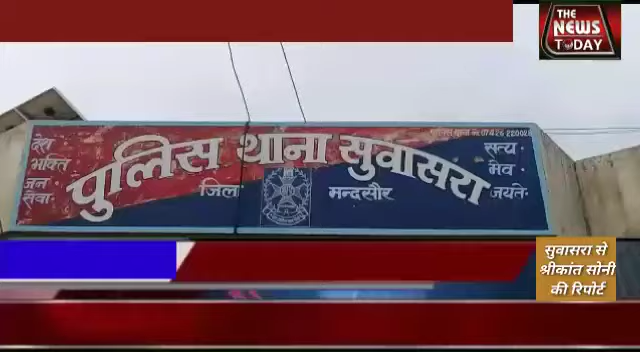 THE
NEWS
TODAY
देश
भक्ति
जन
सेवा
पुलिस थाना सुवासरा
जिला मन्दसौर
सत्य
मेव
जयते
सुवासरा से
श्रीकांत सोनी
की रिपोर्ट